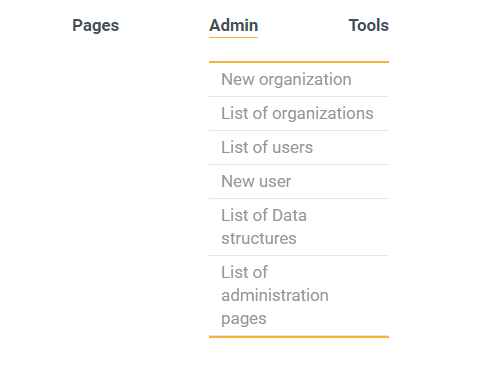 Pages Admin Tools
New organization
List of organizations
List of users
New user
List of Data
structures
List of
administration
pages